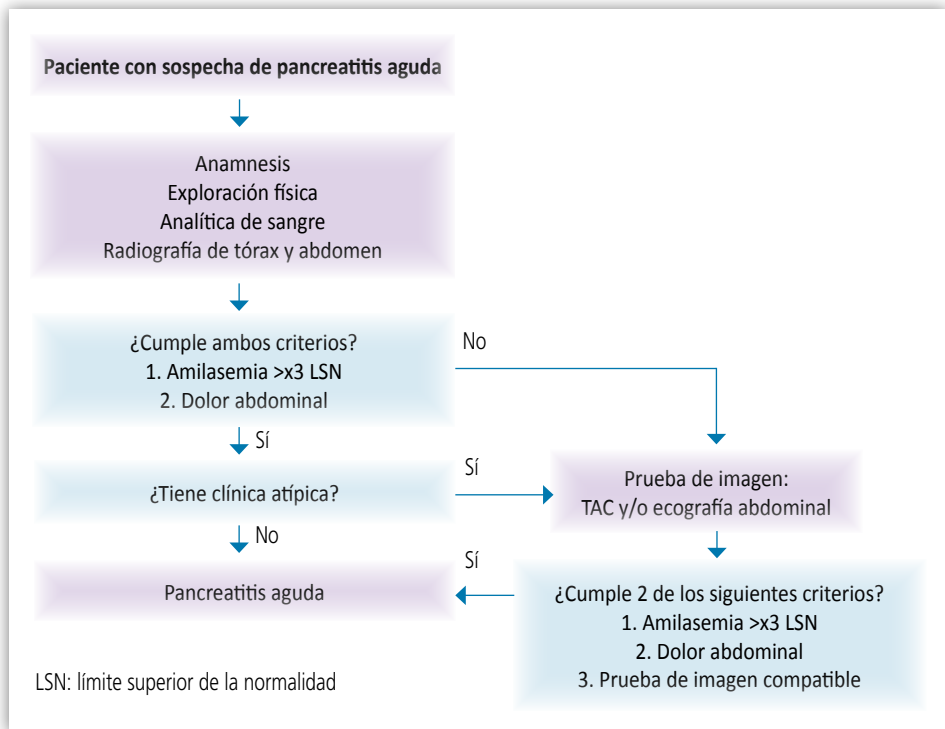 Paciente con sospecha de pancreatitis aguda
Anamnesis
Exploración física
Analítica de sangre
Radiografía de tórax y abdomen
¿Cumple ambos criterios?
1. Amilasemia >x3 LSN
2. Dolor abdominal
No
Sí
¿Tiene clínica atípica?
Sí
Prueba de imagen:
TAC y/o ecografía abdominal
No
Pancreatitis aguda
Sí
¿Cumple 2 de los siguientes criterios?
1. Amilasemia >x3 LSN
2. Dolor abdominal
3. Prueba de imagen compatible
LSN: límite superior de la normalidad